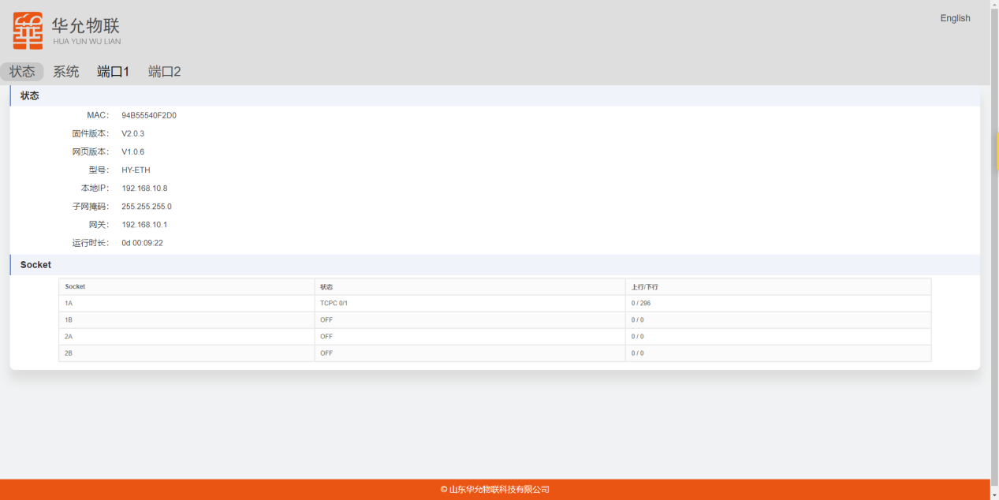 华允物联
HUA YUN WU LIAN
English
状态 系统 端口1 端口2
状态
MAC： 94B55540F2D0
固件版本： V2.0.3
网页版本： V1.0.6
型号： HY-ETH
本地IP： 192.168.10.8
子网掩码： 255.255.255.0
网关： 192.168.10.1
运行时长： 0d 00:09:22
Socket
Socket 状态 上行/下行
1A TCPC 0/1 0 / 296
1B OFF 0 / 0
2A OFF 0 / 0
2B OFF 0 / 0
© 山东华允物联科技有限公司